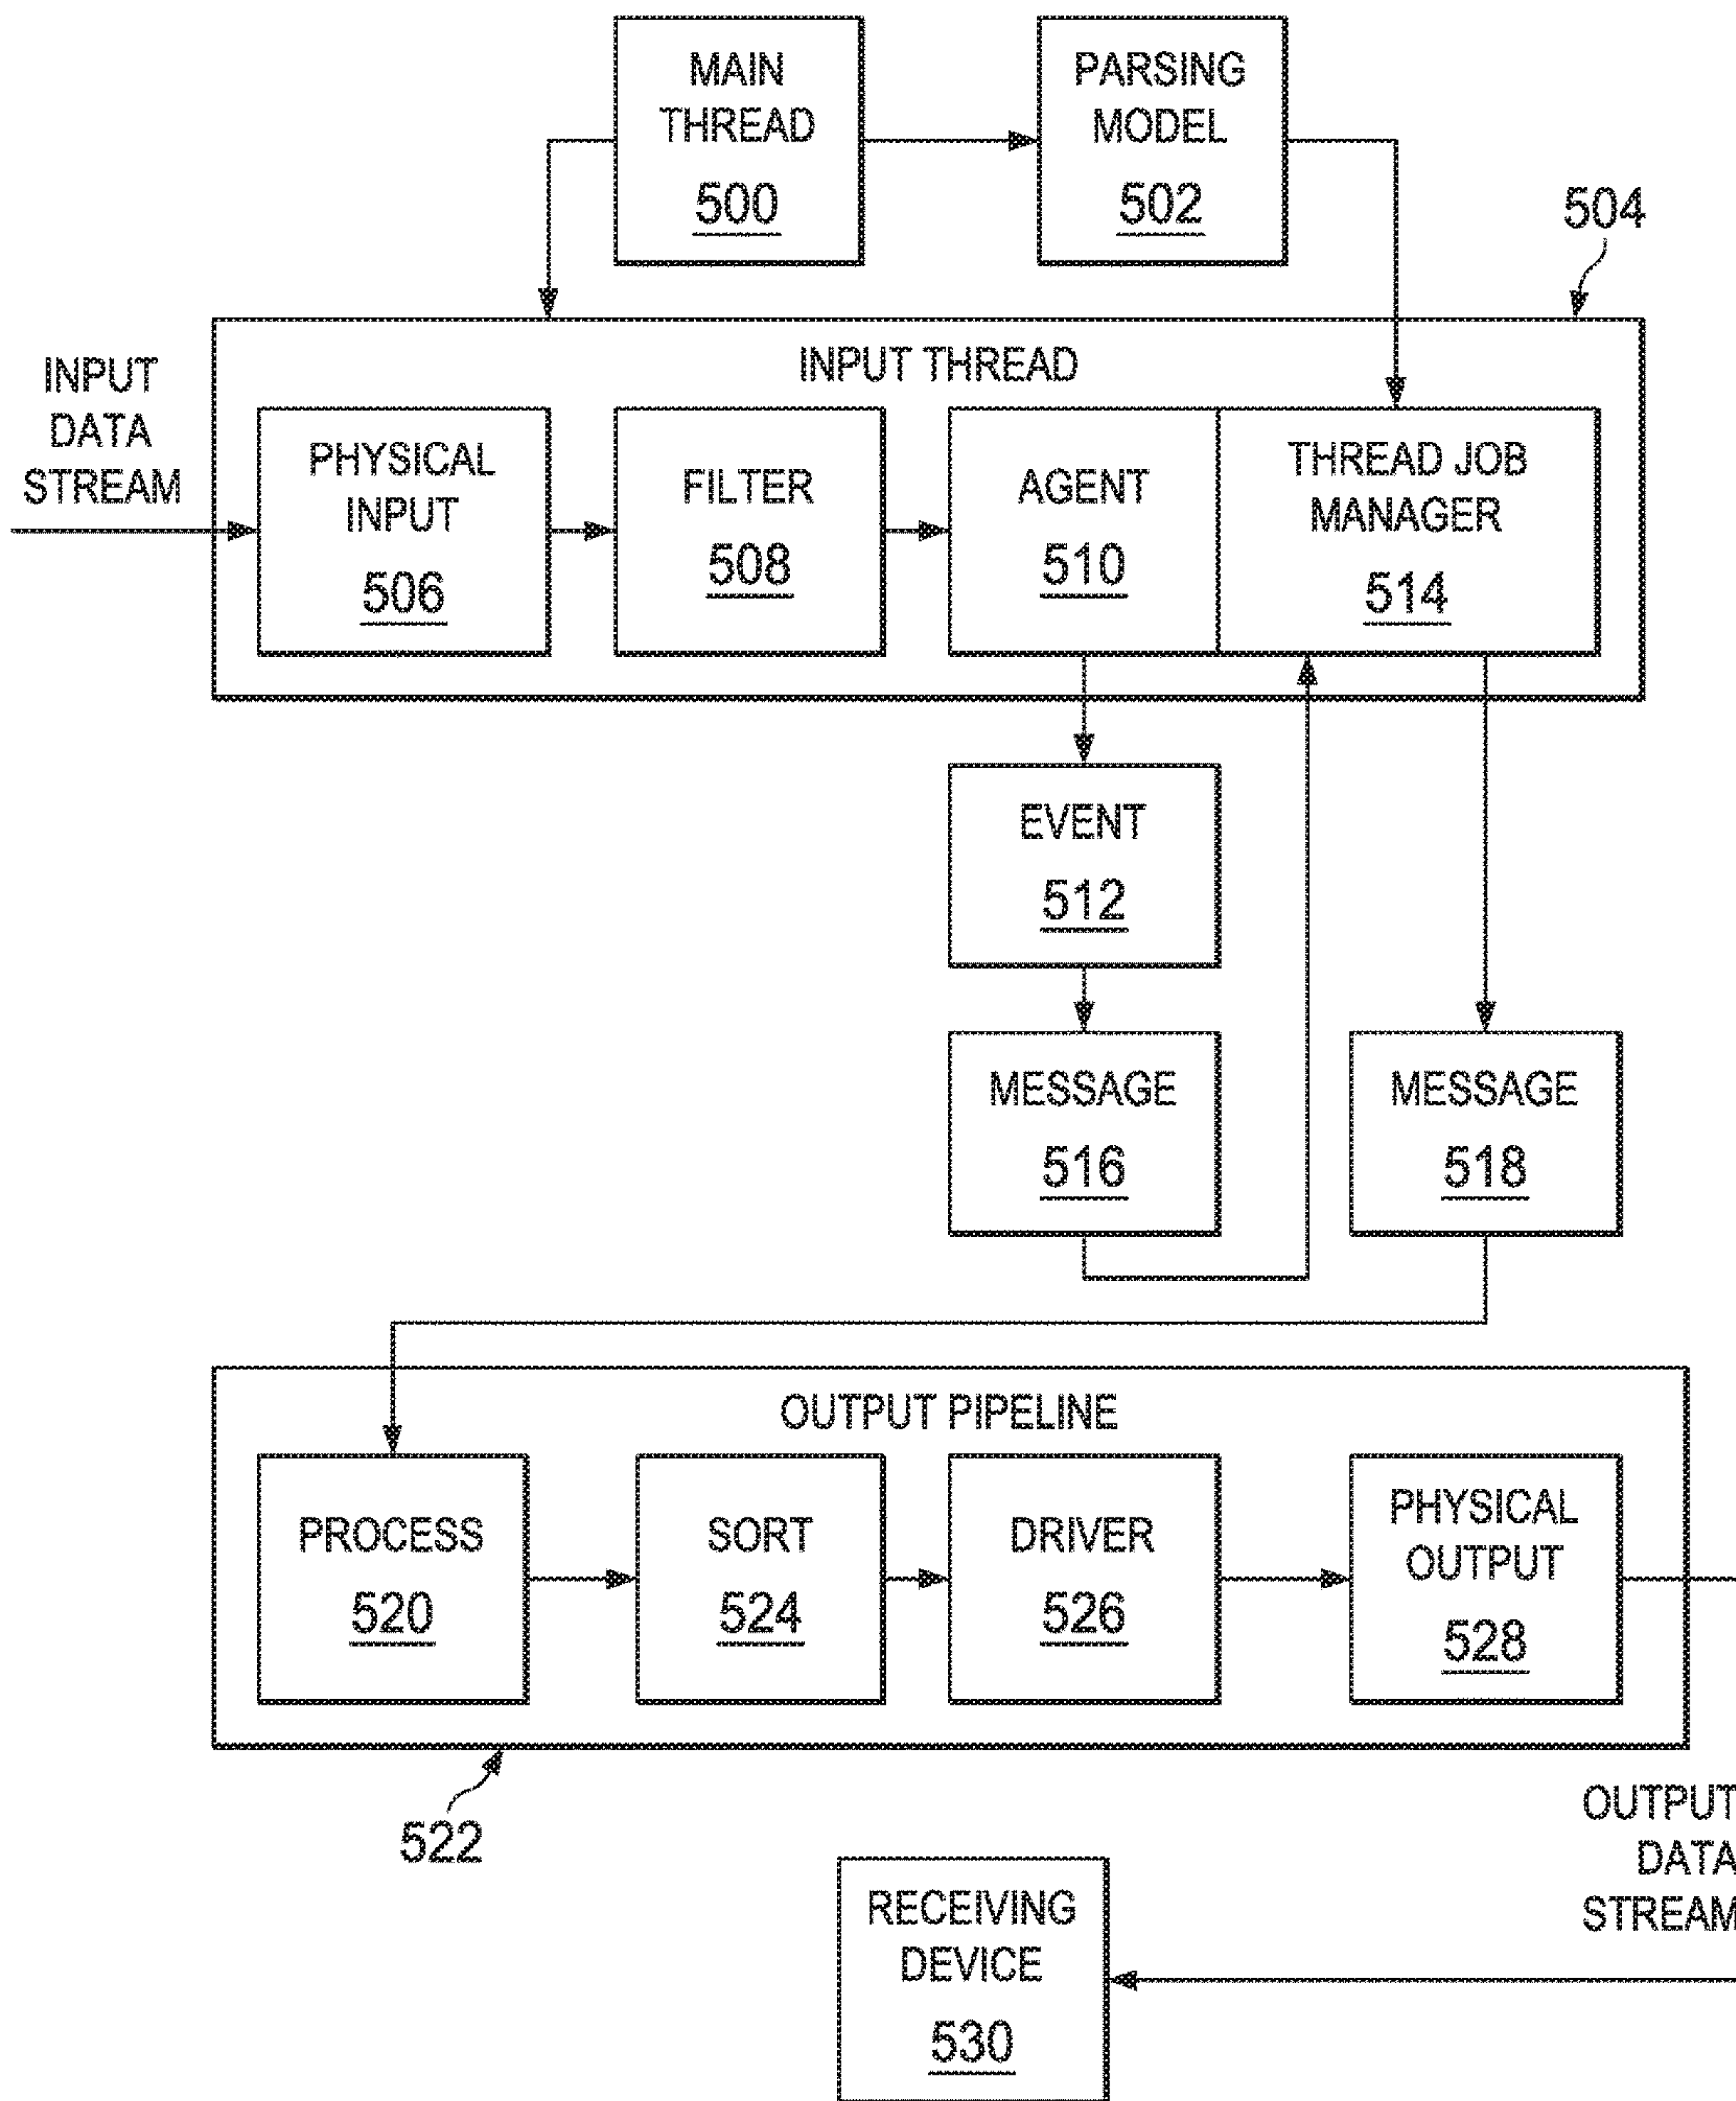 MAIN
THREAD
500
PARSING
MODEL
502
504
INPUT
DATA
STREAM
INPUT THREAD
PHYSICAL
INPUT
506
FILTER
508
AGENT
510
THREAD JOB
MANAGER
514
EVENT
512
MESSAGE
516
MESSAGE
518
OUTPUT PIPELINE
PROCESS
520
SORT
524
DRIVER
526
PHYSICAL
OUTPUT
528
522
OUTPUT
DATA
STREAM
RECEIVING
DEVICE
530